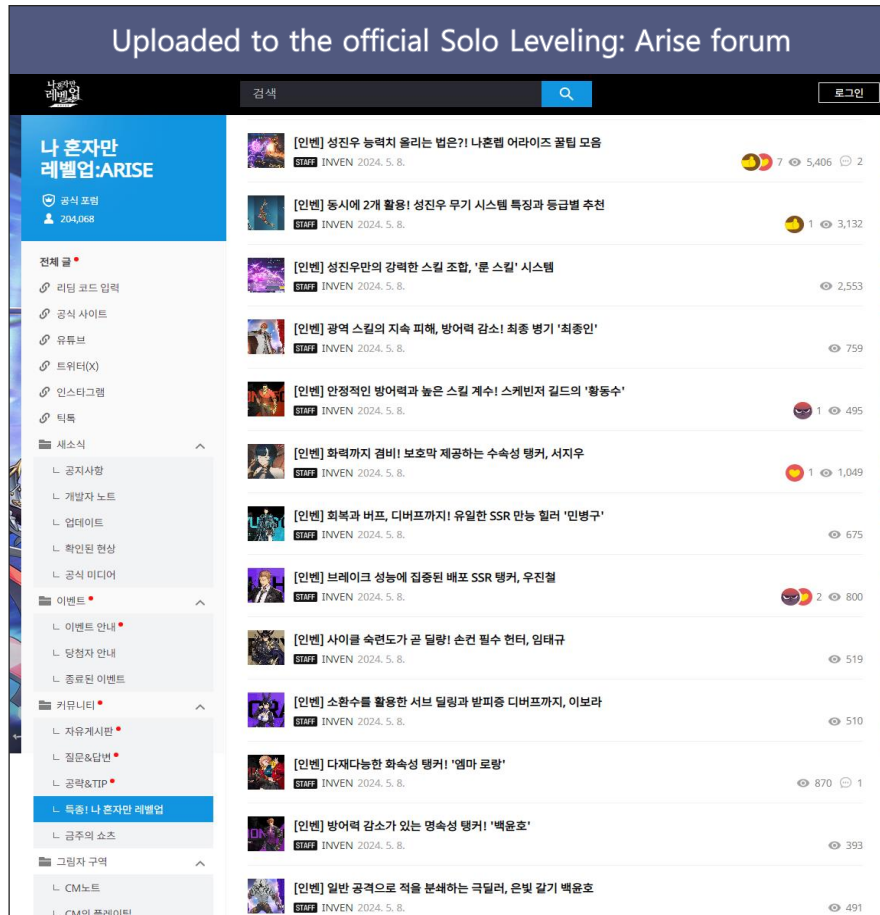 Uploaded to the official Solo Leveling: Arise forum
나 혼자만
레벨업
ARISE
검색
로그인
나 혼자만
레벨업:ARISE
공식 포럼
204,068
전체 글
리딤 코드 입력
공식 사이트
유튜브
트위터(X)
인스타그램
틱톡
새소식
ㄴ 공지사항
ㄴ 개발자 노트
ㄴ 업데이트
ㄴ 확인된 현상
ㄴ 공식 미디어
이벤트
ㄴ 이벤트 안내
ㄴ 당첨자 안내
ㄴ 종료된 이벤트
커뮤니티
ㄴ 자유게시판
ㄴ 질문&답변
ㄴ 공략&TIP
ㄴ 특종! 나 혼자만 레벨업
ㄴ 금주의 쇼츠
그림자 구역
ㄴ CM노트
ㄴ CM의 플레이팁
[인벤] 성진우 능력치 올리는 법은?! 나혼렙 어라이즈 꿀팁 모음
STAFF INVEN 2024. 5. 8. 7 5,406 2
[인벤] 동시에 2개 활용! 성진우 무기 시스템 특징과 등급별 추천
STAFF INVEN 2024. 5. 8. 1 3,132
[인벤] 성진우만의 강력한 스킬 조합, '룬 스킬' 시스템
STAFF INVEN 2024. 5. 8. 2,553
[인벤] 광역 스킬의 지속 피해, 방어력 감소! 최종 병기 '최종인'
STAFF INVEN 2024. 5. 8. 759
[인벤] 안정적인 방어력과 높은 스킬 계수! 스케빈저 길드의 '황동수'
STAFF INVEN 2024. 5. 8. 1 495
[인벤] 화력까지 겸비! 보호막 제공하는 수속성 탱커, 서지우
STAFF INVEN 2024. 5. 8. 1 1,049
[인벤] 회복과 버프, 디버프까지! 유일한 SSR 만능 힐러 '민병구'
STAFF INVEN 2024. 5. 8. 675
[인벤] 브레이크 성능에 집중된 배포 SSR 탱커, 우진철
STAFF INVEN 2024. 5. 8. 2 800
[인벤] 사이클 숙련도가 곧 딜량! 손컨 필수 헌터, 임태규
STAFF INVEN 2024. 5. 8. 519
[인벤] 소환수를 활용한 서브 딜링과 받피증 디버프까지, 이보라
STAFF INVEN 2024. 5. 8. 510
[인벤] 다재다능한 화속성 탱커! '엠마 로랑'
STAFF INVEN 2024. 5. 8. 870 1
[인벤] 방어력 감소가 있는 명속성 탱커! '백윤호'
STAFF INVEN 2024. 5. 8. 393
[인벤] 일반 공격으로 적을 분쇄하는 극딜러, 은빛 갈기 백윤호
STAFF INVEN 2024. 5. 8. 491